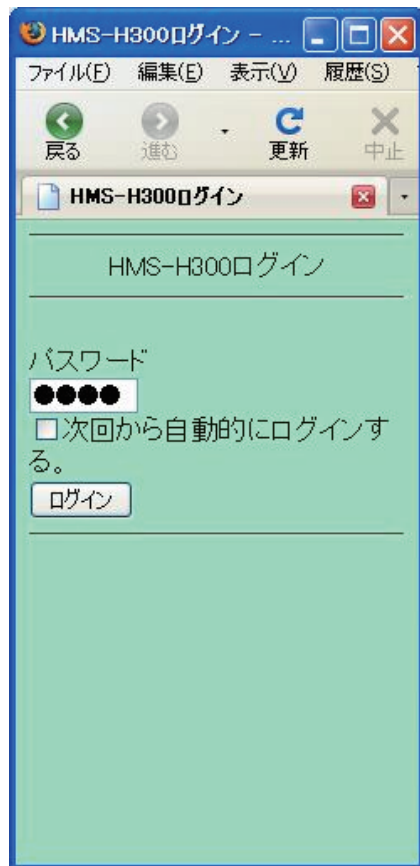 HMS-H300ログイン - ...
ファイル(F) 編集(E) 表示(V) 履歴(S)
戻る 進む 更新 中止
HMS-H300ログイン
HMS-H300ログイン
パスワード
●●●●
次回から自動的にログインす
る。
ログイン